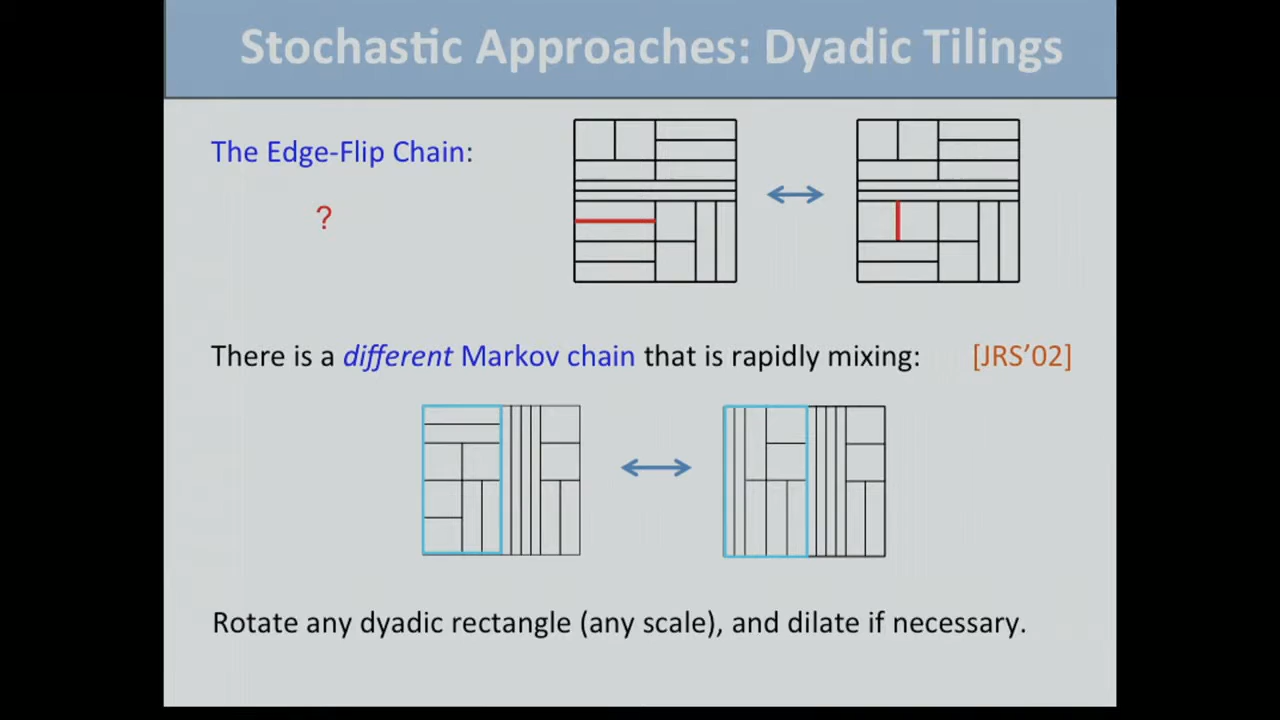 Stochastic Approaches: Dyadic Tilings
The Edge-Flip Chain:
?
There is a different Markov chain that is rapidly mixing: [JRS'02]
Rotate any dyadic rectangle (any scale), and dilate if necessary.